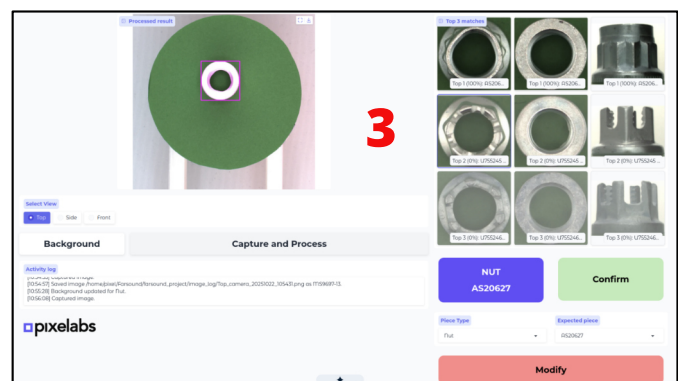 Processed result
3
Select View
Top Side Front
Background
Capture and Process
Activity log
[10:54:57] Saved image /home/pixel/Farsound/farsound_project/image_log/Top_camera_20251022_105431.png as IT159697-13.
[10:55:28] Background updated for Nut.
[10:56:08] Captured image.
pixelabs
Top 3 matches
Top 1 (100%): AS206... Top 1 (100%): AS206... Top 1 (100%): AS206...
Top 2 (0%): U755245 ... Top 2 (0%): U755245 ... Top 2 (0%): U755245 ...
Top 3 (0%): U755246... Top 3 (0%): U755246... Top 3 (0%): U755246...
NUT
AS20627
Confirm
Piece Type
Nut
Expected piece
AS20627
Modify